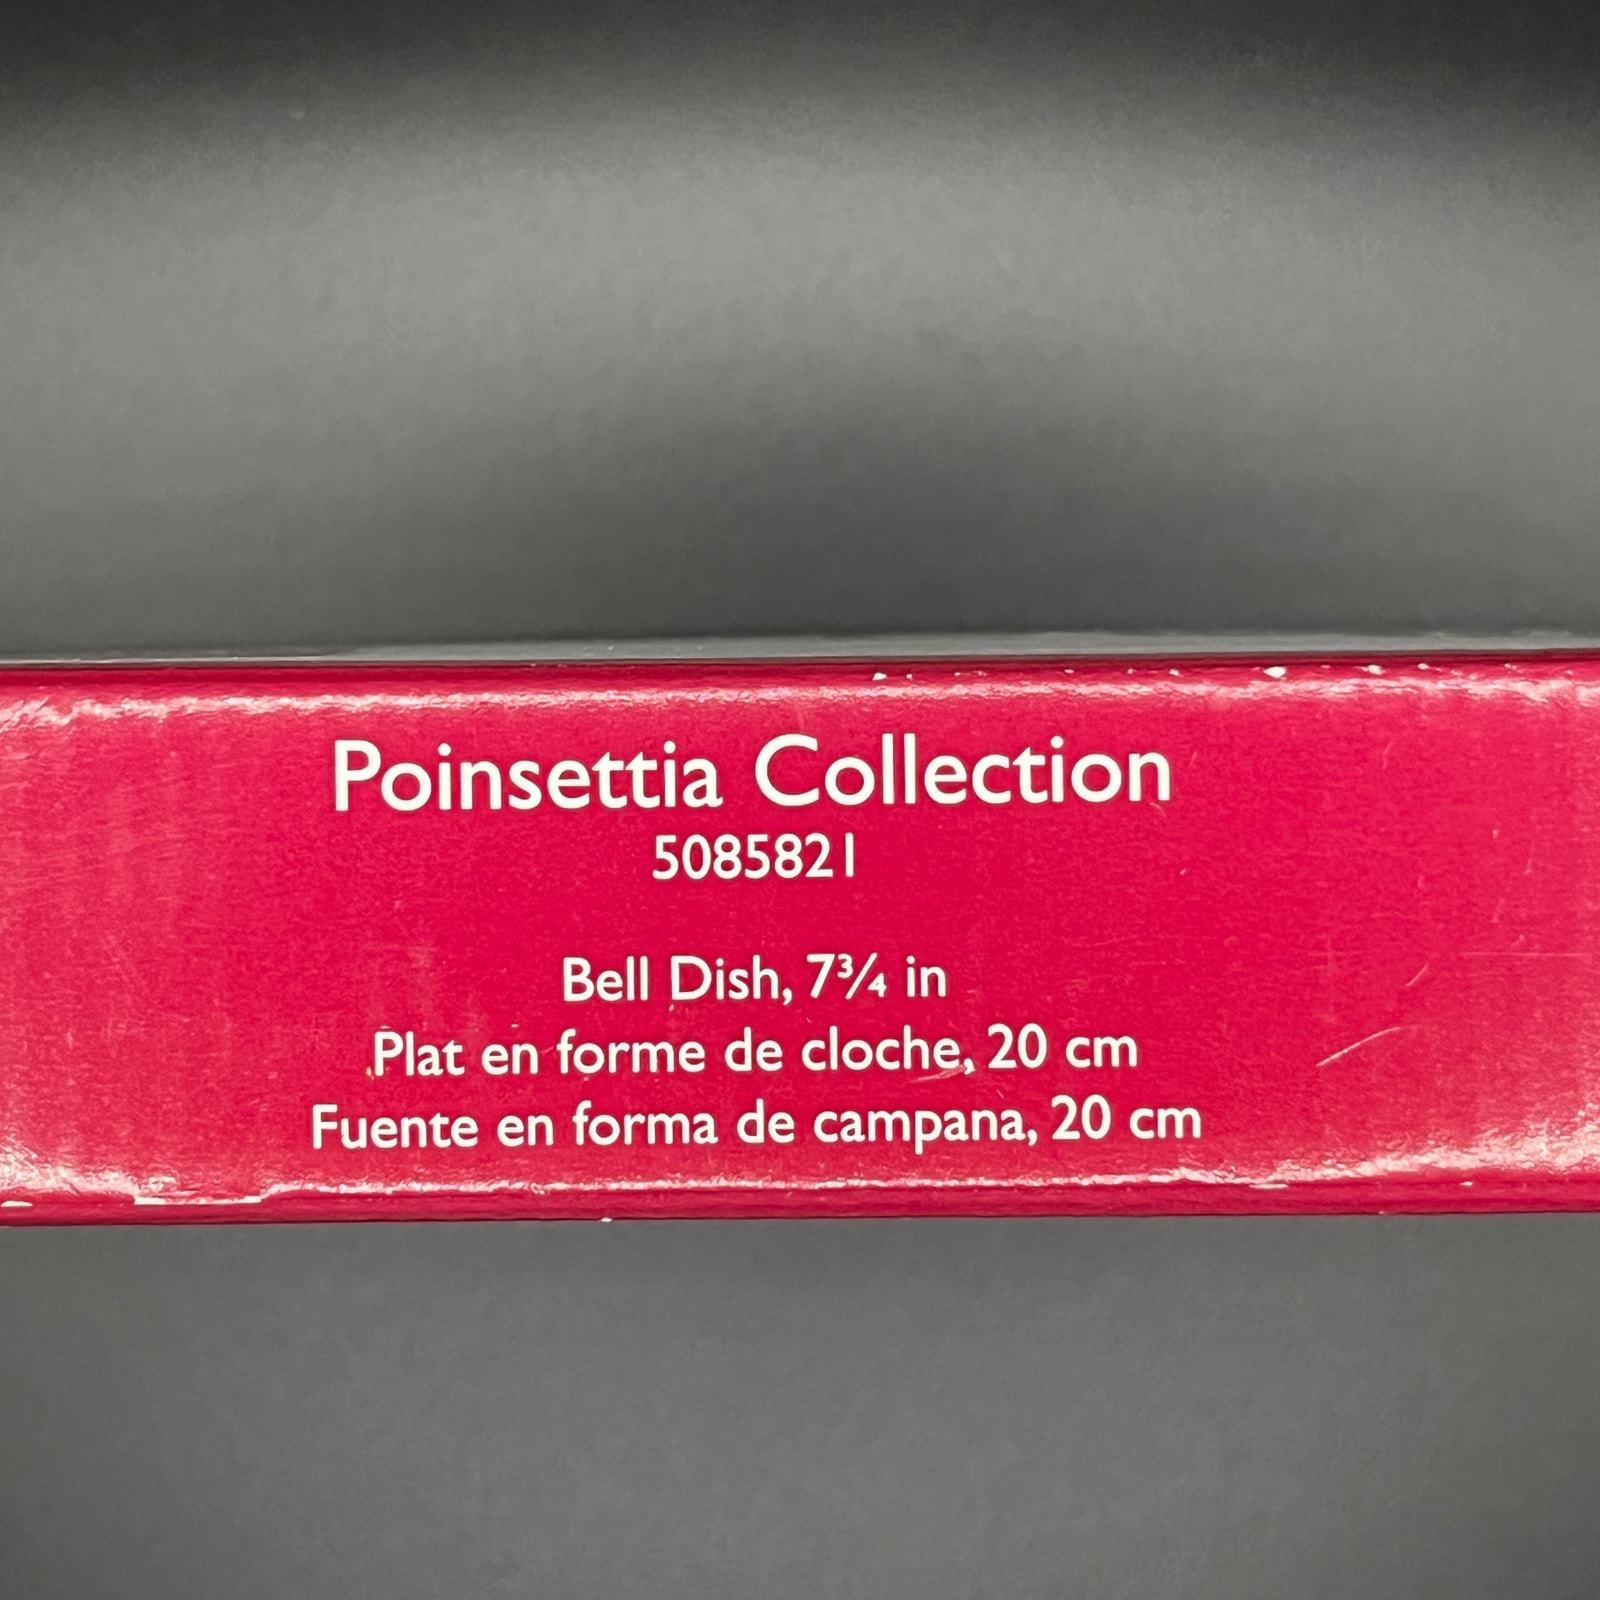 Poinsettia Collection
5085821
Bell Dish, 7¾ in
Plat en forme de cloche, 20 cm
Fuente en forma de campana, 20 cm